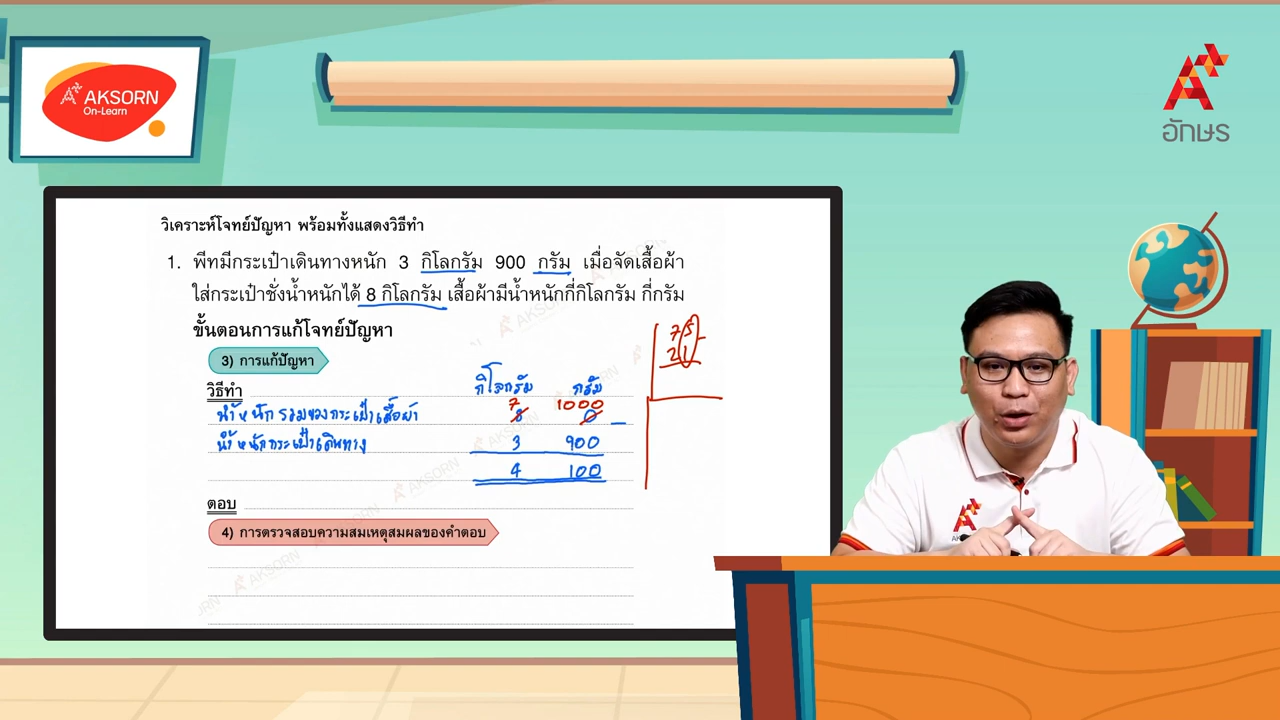 AKSORN
On-Learn
อักษร
วิเคราะห์โจทย์ปัญหา พร้อมทั้งแสดงวิธีทำ
1. พีทมีกระเป๋าเดินทางหนัก 3 กิโลกรัม 900 กรัม เมื่อจัดเสื้อผ้า
ใส่กระเป๋าชั่งน้ำหนักได้ 8 กิโลกรัม เสื้อผ้ามีน้ำหนักกี่กิโลกรัม กี่กรัม
ขั้นตอนการแก้โจทย์ปัญหา
75
21
3) การแก้ปัญหา
วิธีทำ
กิโลกรัม กรัม
7 1000
น้ำหนักรวมของกระเป๋าเสื้อผ้า 8 0 -
น้ำหนักกระเป๋าเดินทาง 3 900
4 100
ตอบ
4) การตรวจสอบความสมเหตุสมผลของคำตอบ